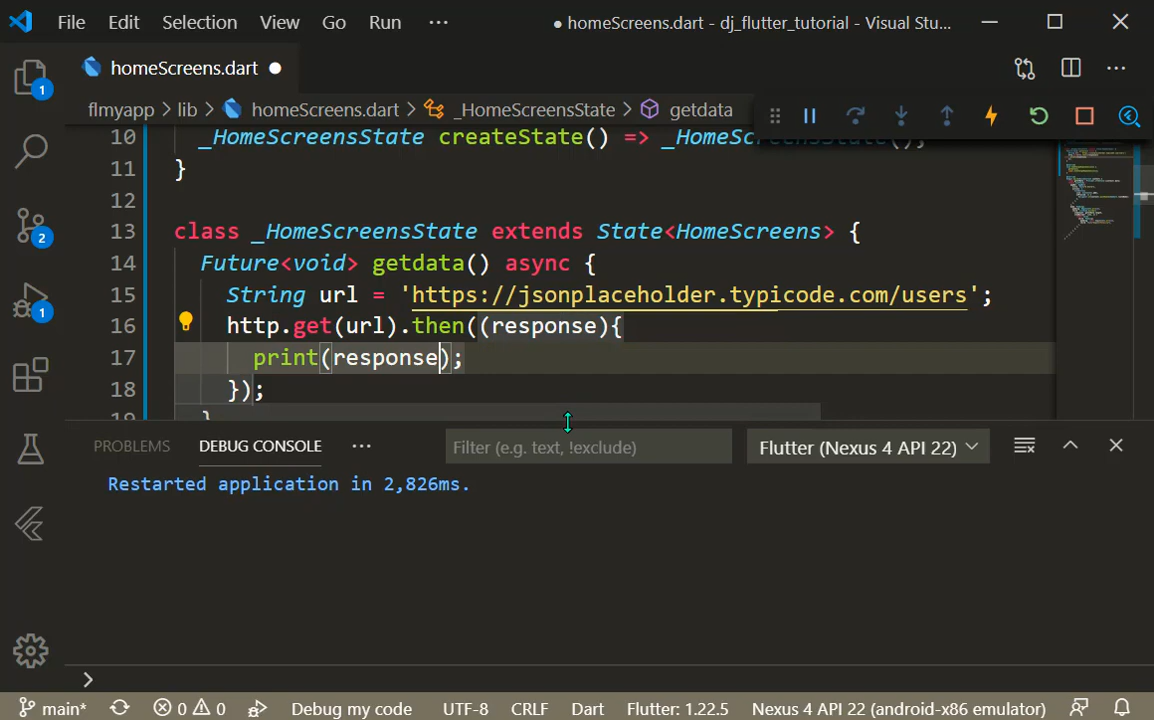 File Edit Selection View Go Run ••• ● homeScreens.dart - dj_flutter_tutorial - Visual Stu...
homeScreens.dart ●
flmyapp > lib > homeScreens.dart > _HomeScreensState > getdata
10 _HomeScreensState createState() => _HomeScreensState();
11 }
12
13 class _HomeScreensState extends State<HomeScreens> {
14 Future<void> getdata() async {
15 String url = 'https://jsonplaceholder.typicode.com/users';
16 http.get(url).then((response){
17 print(response);
18 });
19 }
1
2
1
PROBLEMS DEBUG CONSOLE ••• Filter (e.g. text, !exclude) Flutter (Nexus 4 API 22)
Restarted application in 2,826ms.
>
main* 0 0 Debug my code UTF-8 CRLF Dart Flutter: 1.22.5 Nexus 4 API 22 (android-x86 emulator)